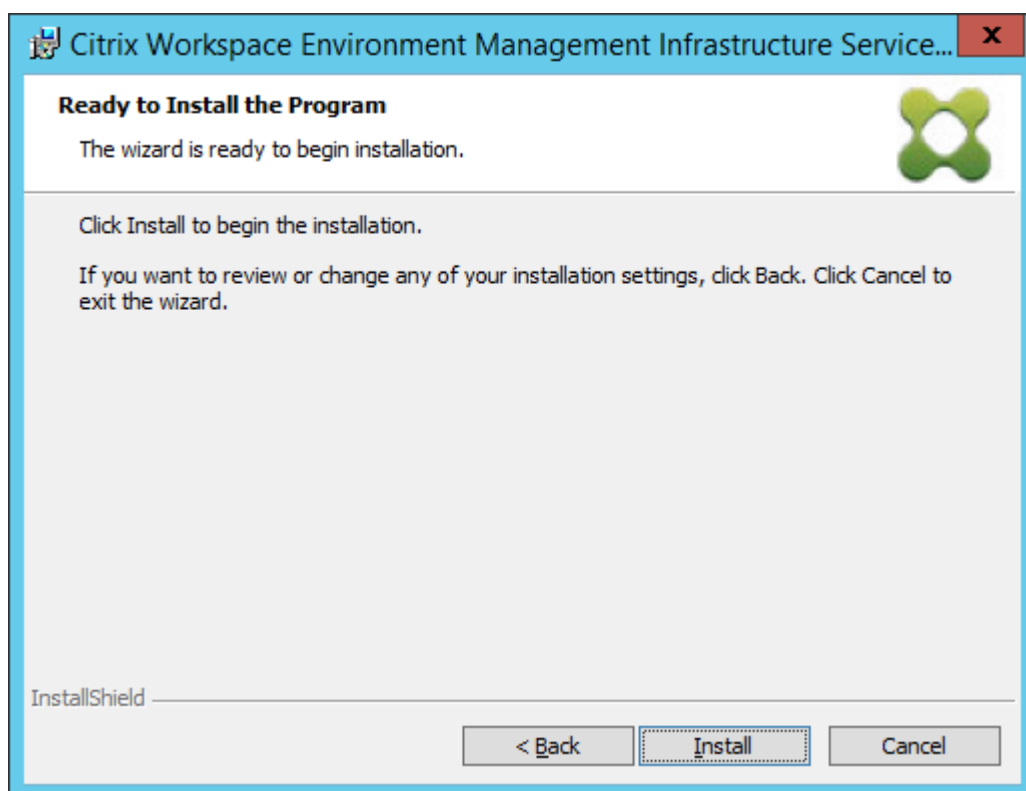 Citrix Workspace Environment Management Infrastructure Service...
x
Ready to Install the Program
The wizard is ready to begin installation.
Click Install to begin the installation.
If you want to review or change any of your installation settings, click Back. Click Cancel to
exit the wizard.
InstallShield
< Back
Install
Cancel